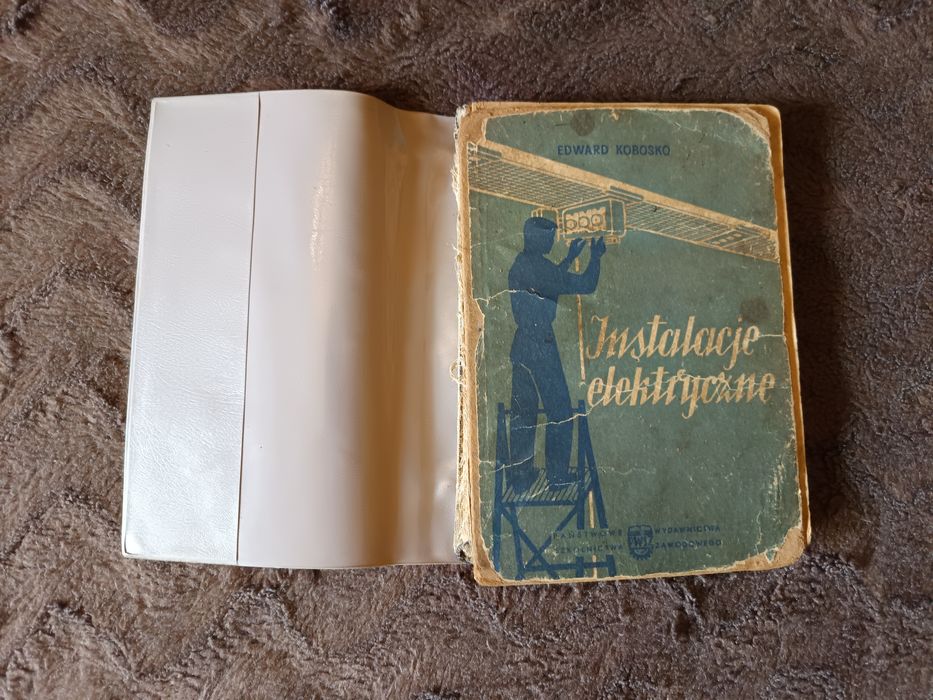 EDWARD KOBOSKO
Instalacje
elektryczne
PAŃSTWOWE WYDAWNICTWA
SZKOLNICTWA ZAWODOWEGO